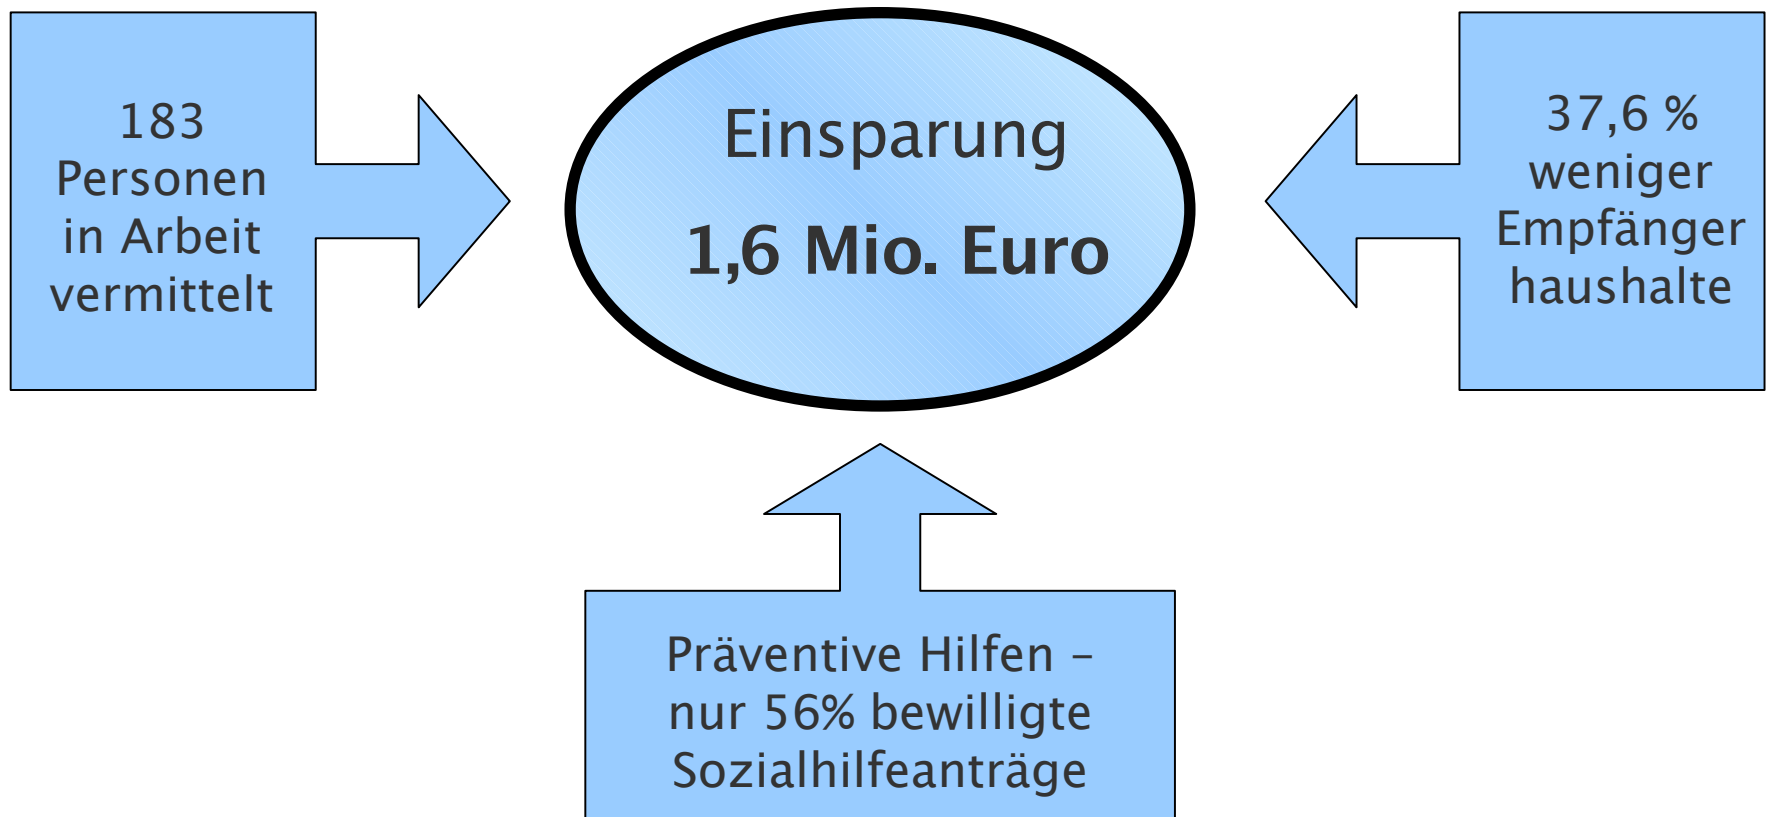 183
Personen
in Arbeit
vermittelt
Einsparung
1,6 Mio. Euro
37,6 %
weniger
Empfänger
haushalte
Präventive Hilfen –
nur 56% bewilligte
Sozialhilfeanträge